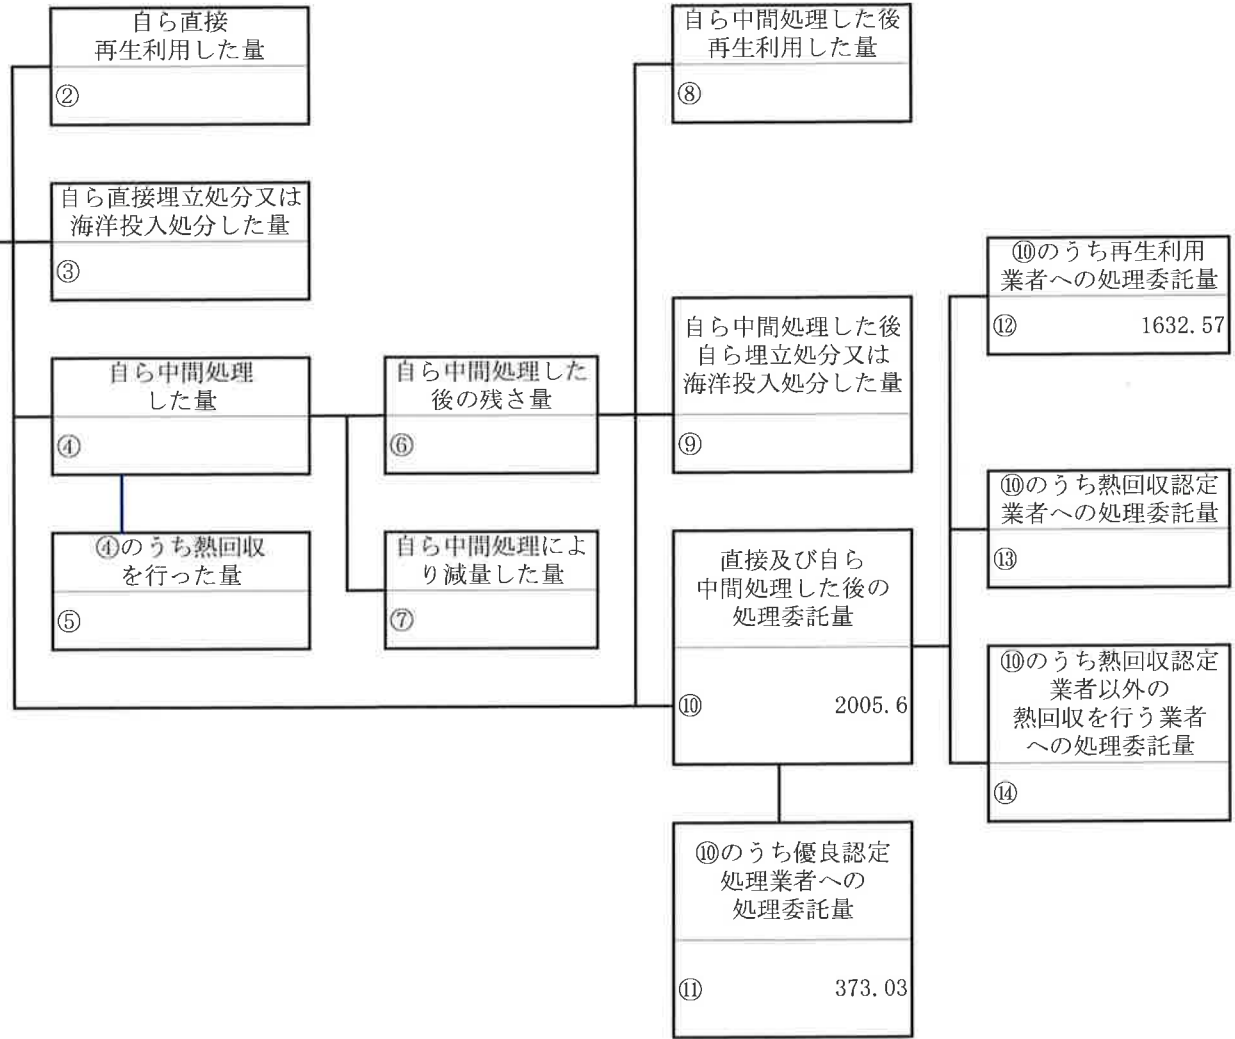 自ら直接
再生利用した量
②
自ら直接埋立処分又は
海洋投入処分した量
③
自ら中間処理
した量
④
④のうち熱回収
を行った量
⑤
自ら中間処理した
後の残さ量
⑥
自ら中間処理によ
り減量した量
⑦
自ら中間処理した後
再生利用した量
⑧
自ら中間処理した後
自ら埋立処分又は
海洋投入処分した量
⑨
直接及び自ら
中間処理した後の
処理委託量
⑩ 2005.6
⑩のうち優良認定
処理業者への
処理委託量
⑪ 373.03
⑩のうち再生利用
業者への処理委託量
⑫ 1632.57
⑩のうち熱回収認定
業者への処理委託量
⑬
⑩のうち熱回収認定
業者以外の
熱回収を行う業者
への処理委託量
⑭